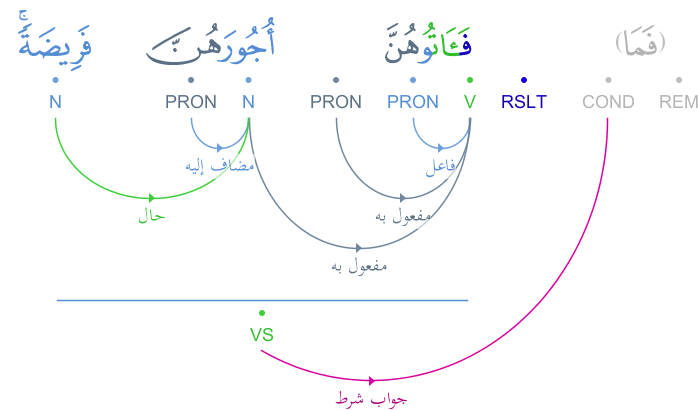 (فَمَا) فَـَٔاتُوهُنَّ أُجُورَهُنَّ فَرِيضَةً ۚ
N PRON N PRON PRON V RSLT COND REM
مضاف إليه فاعل
حال مفعول به
مفعول به
VS
جواب شرط